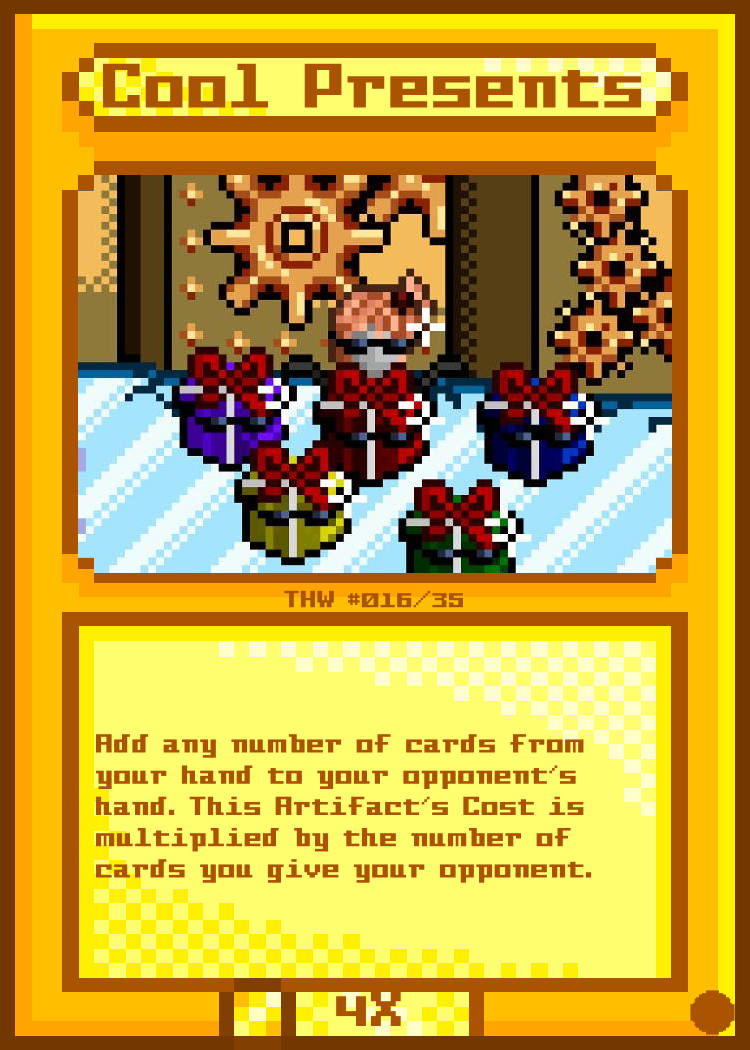 Cool Presents
THW #016/35
Add any number of cards from
your hand to your opponent's
hand. This Artifact's Cost is
multiplied by the number of
cards you give your opponent.
4X